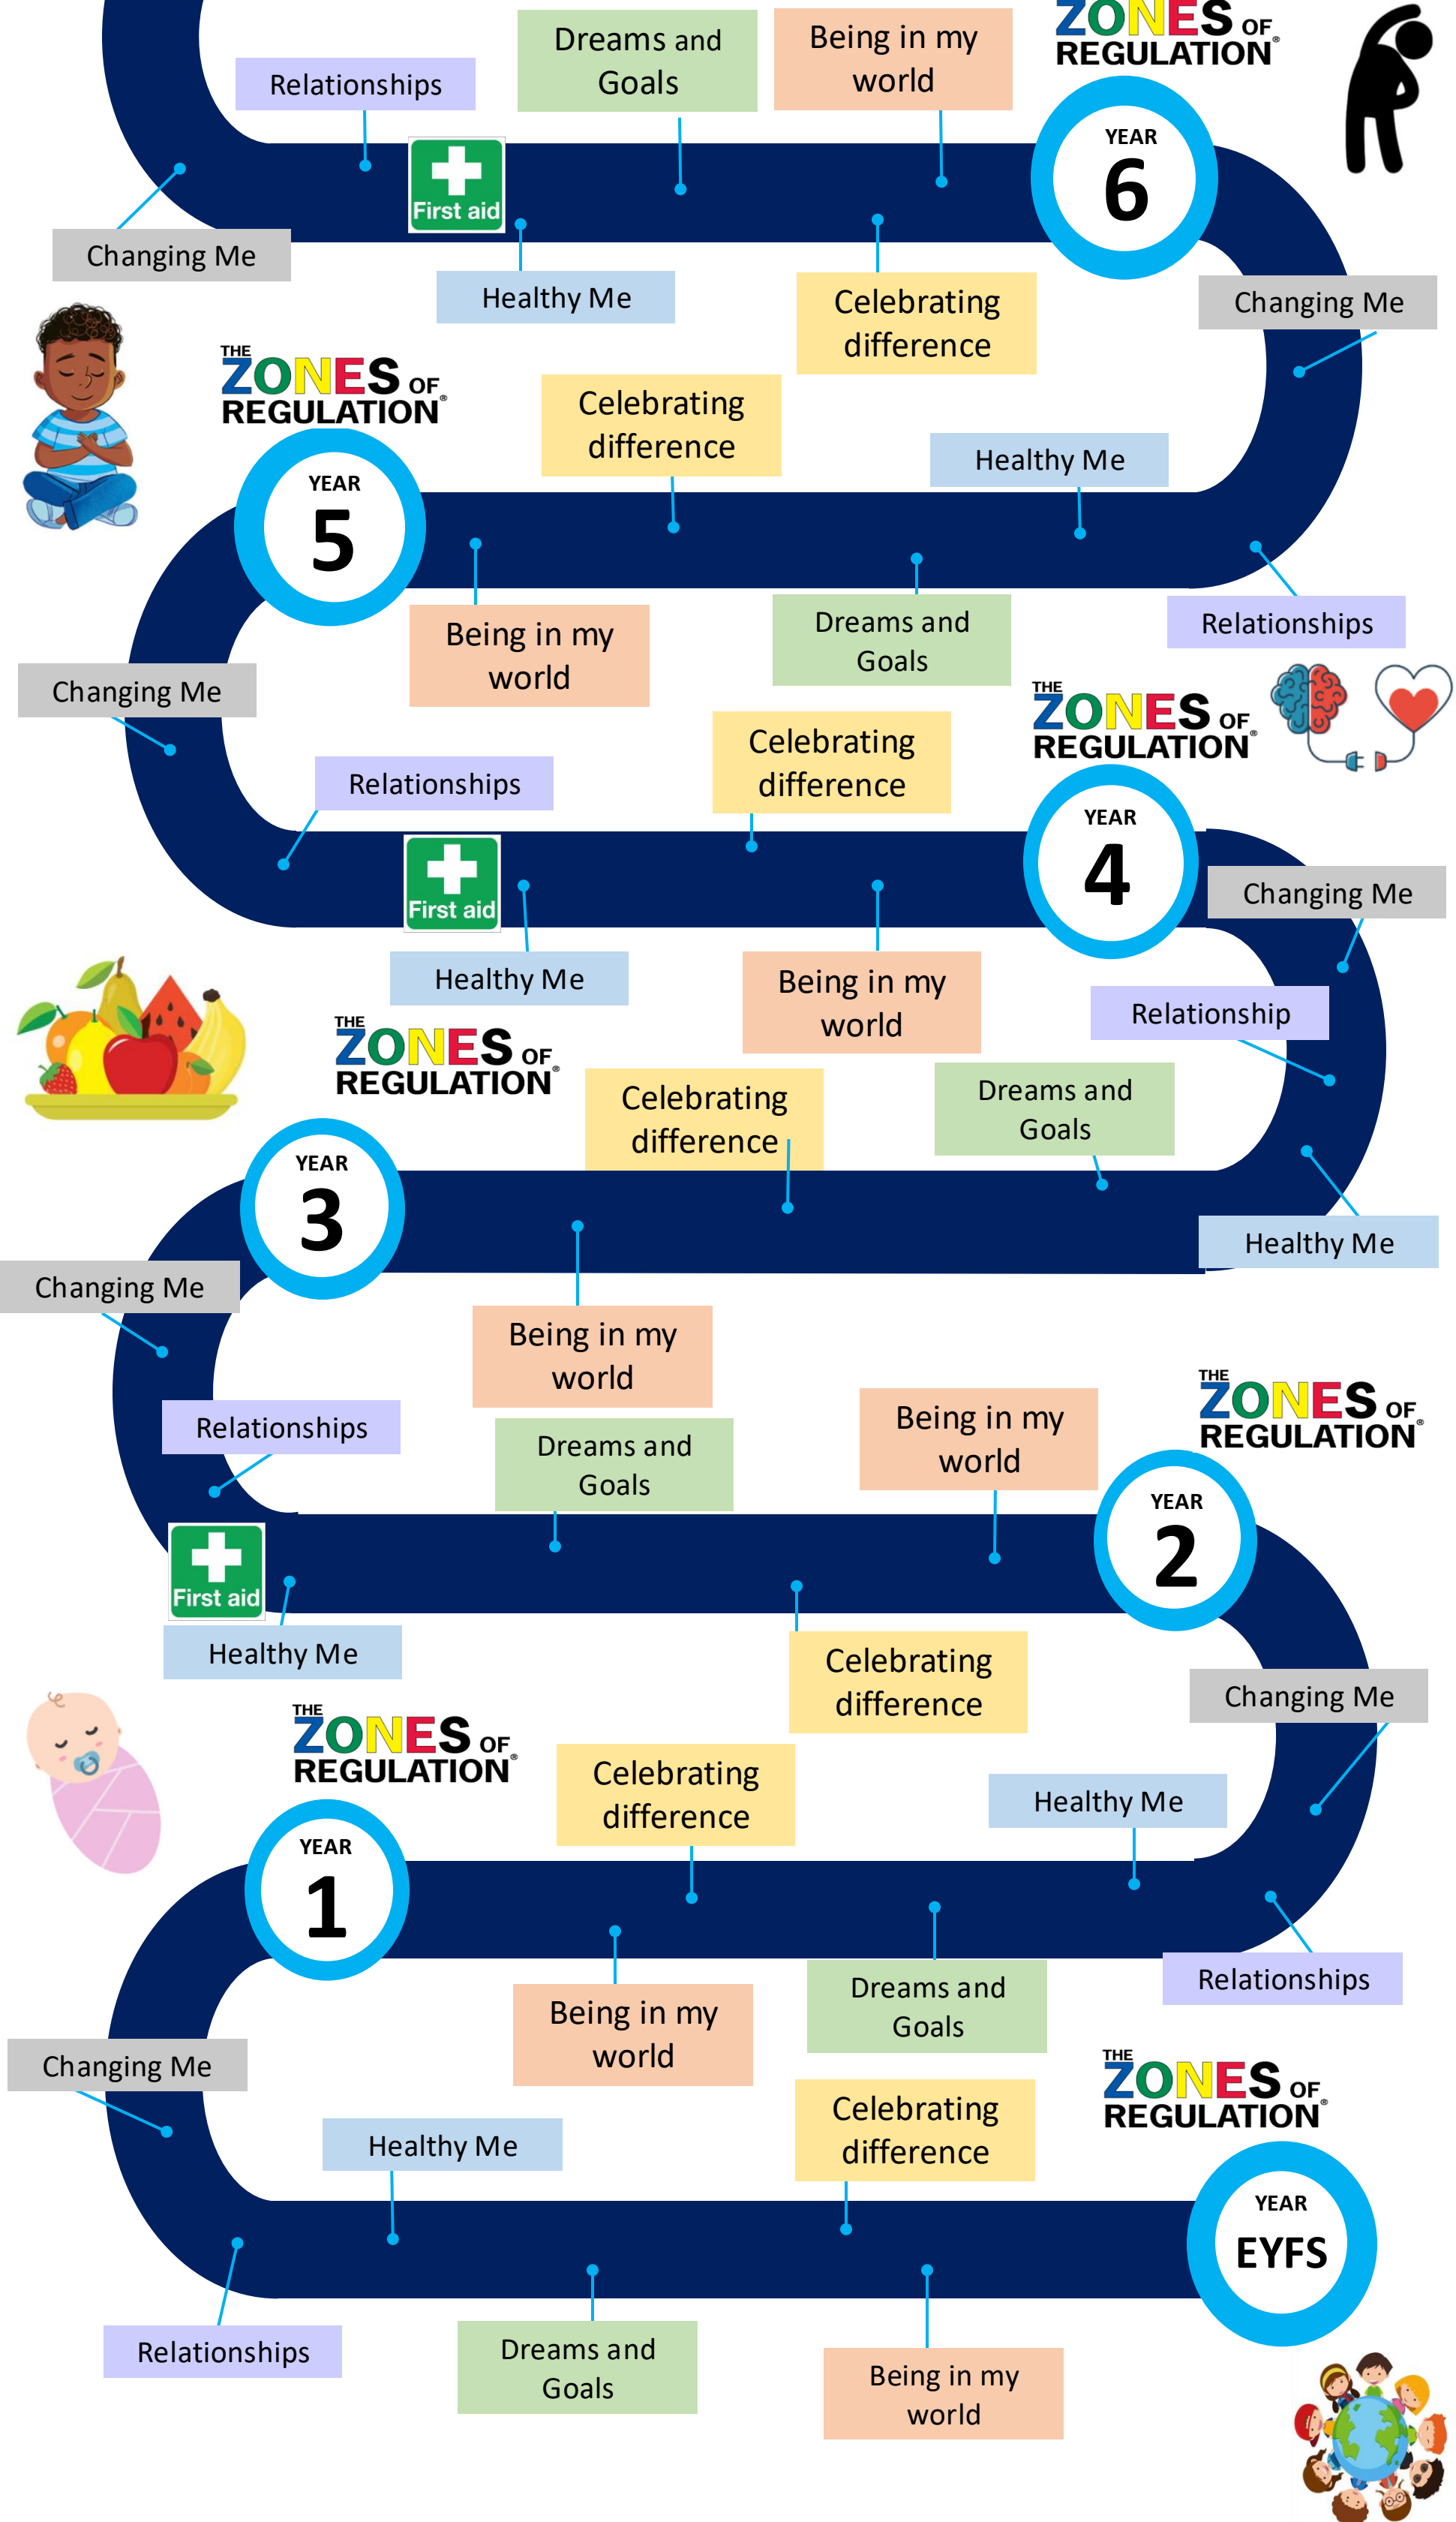 ZONES OF
REGULATION®
Dreams and
Goals
Being in my
world
Relationships
YEAR
6
First aid
Changing Me
Healthy Me
Celebrating
difference
Changing Me
THE
ZONES OF
REGULATION®
Celebrating
difference
Healthy Me
YEAR
5
Being in my
world
Dreams and
Goals
Relationships
Changing Me
THE
ZONES OF
REGULATION®
Celebrating
difference
Relationships
YEAR
4
First aid
Changing Me
Healthy Me
Being in my
world
Relationship
THE
ZONES OF
REGULATION®
Celebrating
difference
Dreams and
Goals
YEAR
3
Healthy Me
Changing Me
Being in my
world
THE
ZONES OF
REGULATION®
Relationships
Dreams and
Goals
Being in my
world
YEAR
2
First aid
Healthy Me
Celebrating
difference
Changing Me
THE
ZONES OF
REGULATION®
Celebrating
difference
Healthy Me
YEAR
1
Being in my
world
Dreams and
Goals
Relationships
Changing Me
THE
ZONES OF
REGULATION®
Healthy Me
Celebrating
difference
YEAR
EYFS
Relationships
Dreams and
Goals
Being in my
world